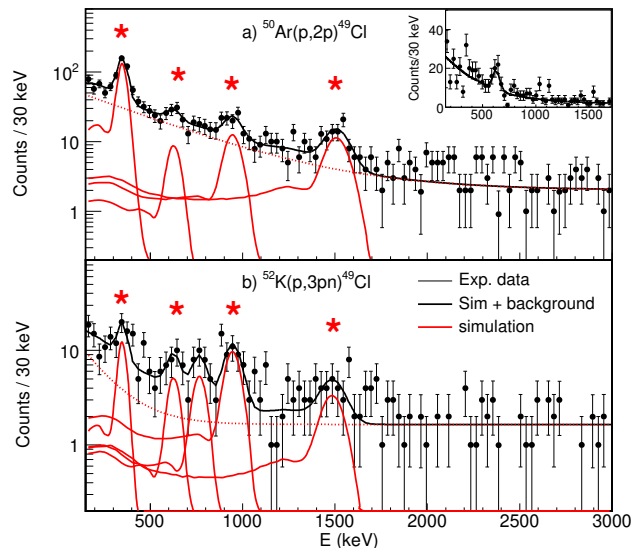 a) ⁵⁰Ar(p,2p)⁴⁹Cl
Counts / 30 keV
10²
10
1
Counts/30 keV
40
20
0
500 1000 1500
b) ⁵²K(p,3pn)⁴⁹Cl
Exp. data
Sim + background
simulation
Counts / 30 keV
10
1
500 1000 1500 2000 2500 3000
E (keV)